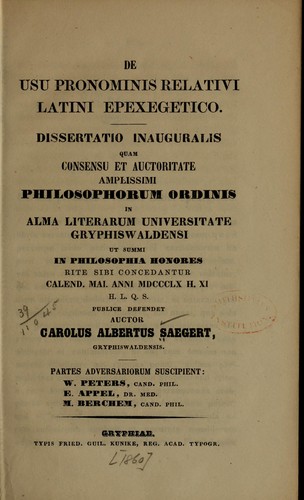 DE
USU PRONOMINIS RELATIVI
LATINI EPEXEGETICO.
DISSERTATIO INAUGURALIS
QUAM
CONSENSU ET AUCTORITATE
AMPLISSIMI
PHILOSOPHORUM ORDINIS
IN
ALMA LITERARUM UNIVERSITATE
GRYPHISWALDENSI
UT SUMMI
IN PHILOSOPHIA HONORES
RITE SIBI CONCEDANTUR
CALEND. MAI. ANNI MDCCCLX H. XI
H. L. Q. S.
PUBLICE DEFENDET
AUCTOR
CAROLUS ALBERTUS SAEGERT,
GRYPHISWALDENSIS.
PARTES ADVERSARIORUM SUSCIPIENT:
W. PETERS, CAND. PHIL.
E. APPEL, DR. MED.
M. BERCHEM, CAND. PHIL.
GRYPHIAE.
TYPIS FRID. GUIL. KUNIKE, REG. ACAD. TYPOGR.
[1860]